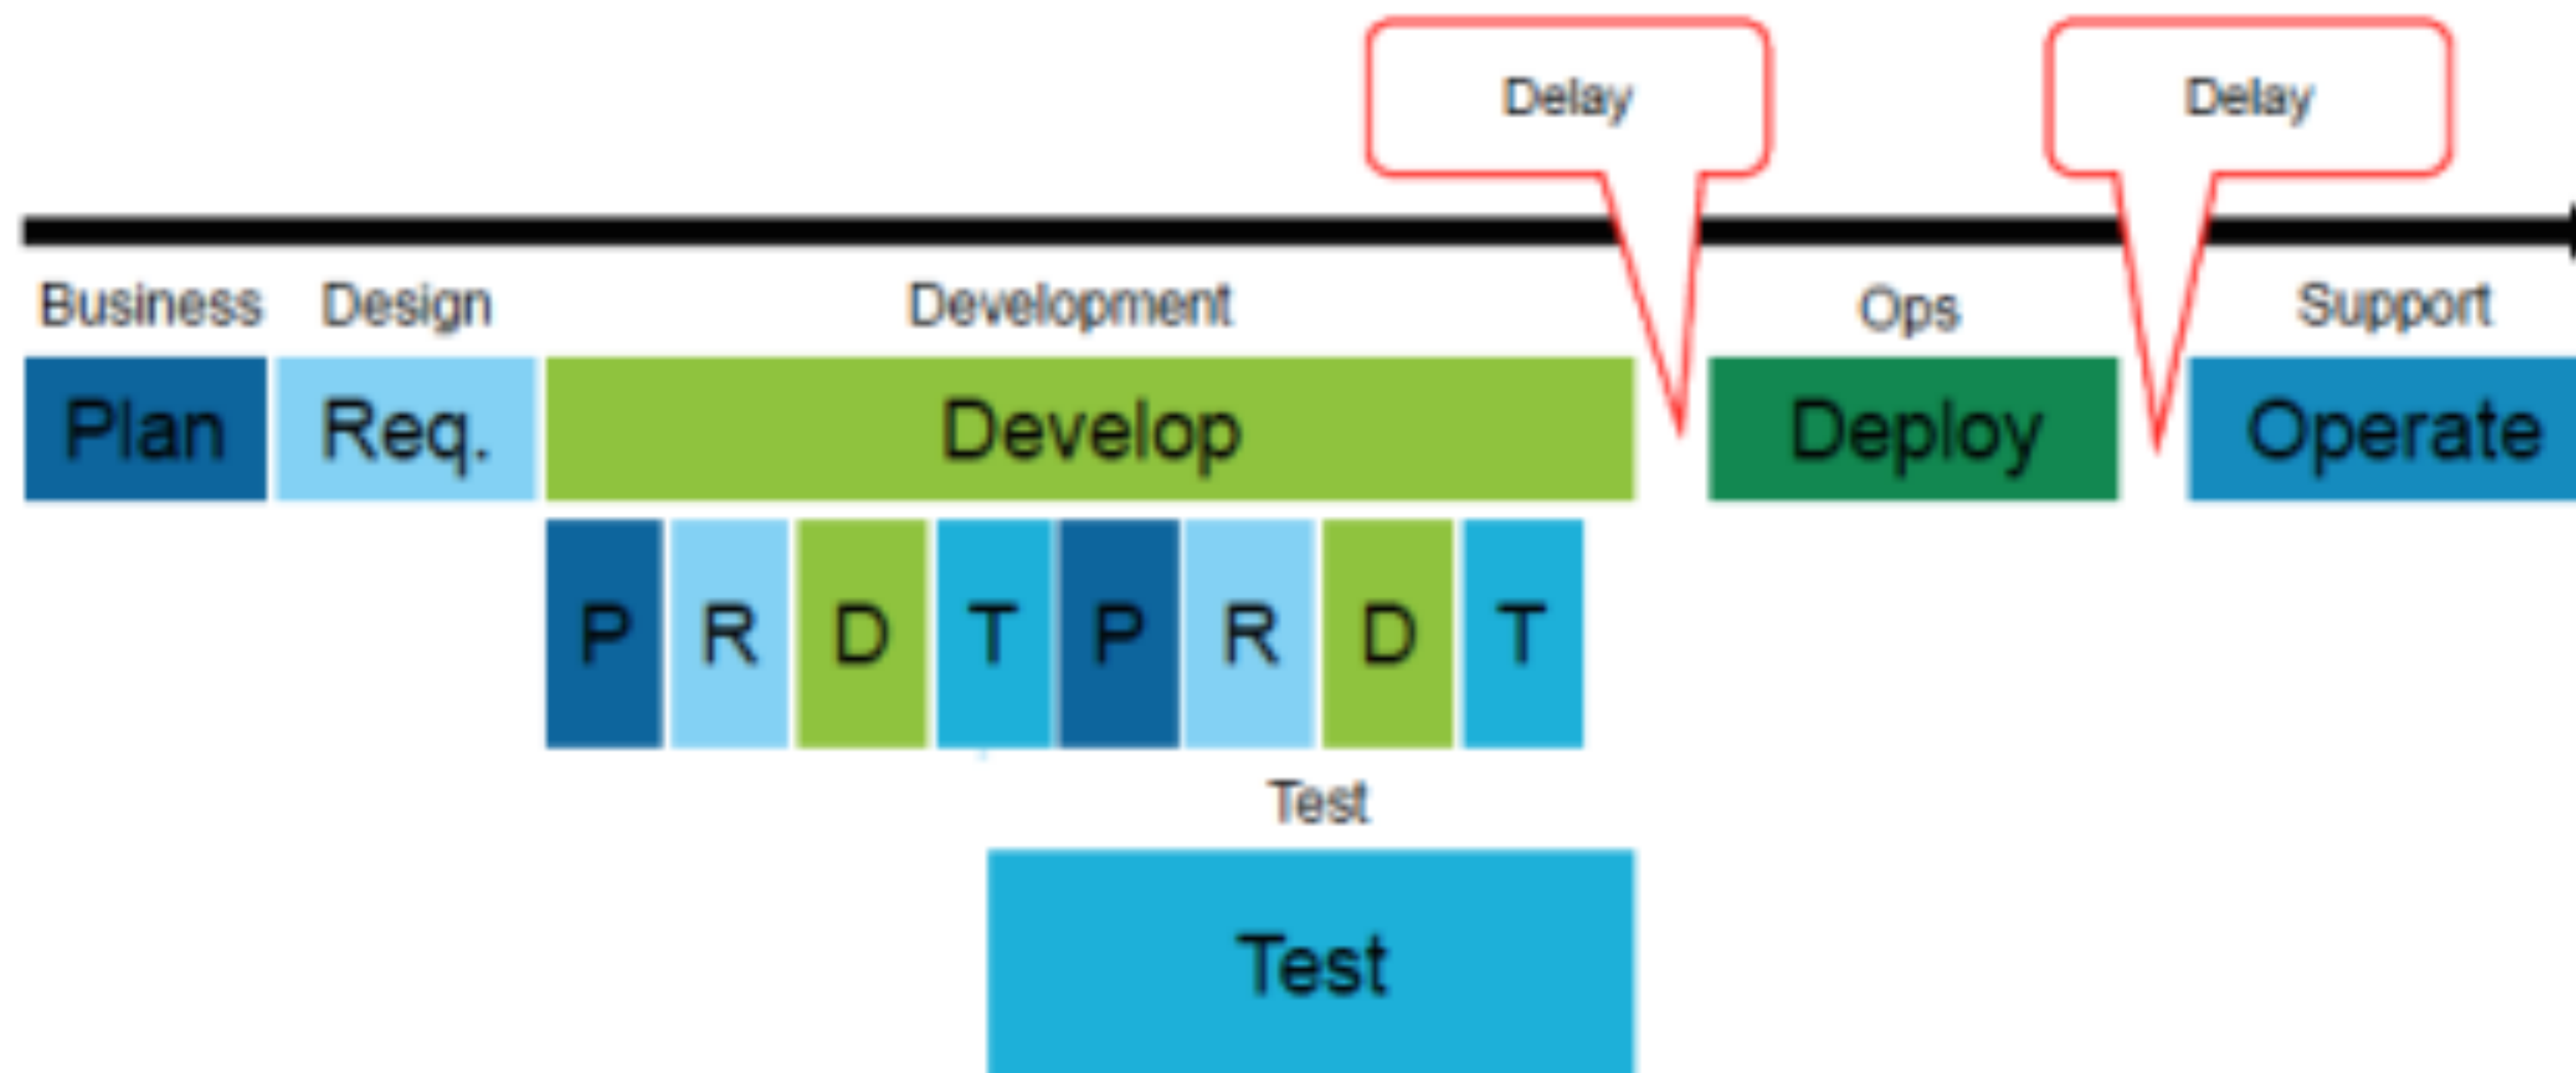 Delay Delay
Business Design Development Ops Support
Plan Req. Develop Deploy Operate
P R D T P R D T
Test
Test